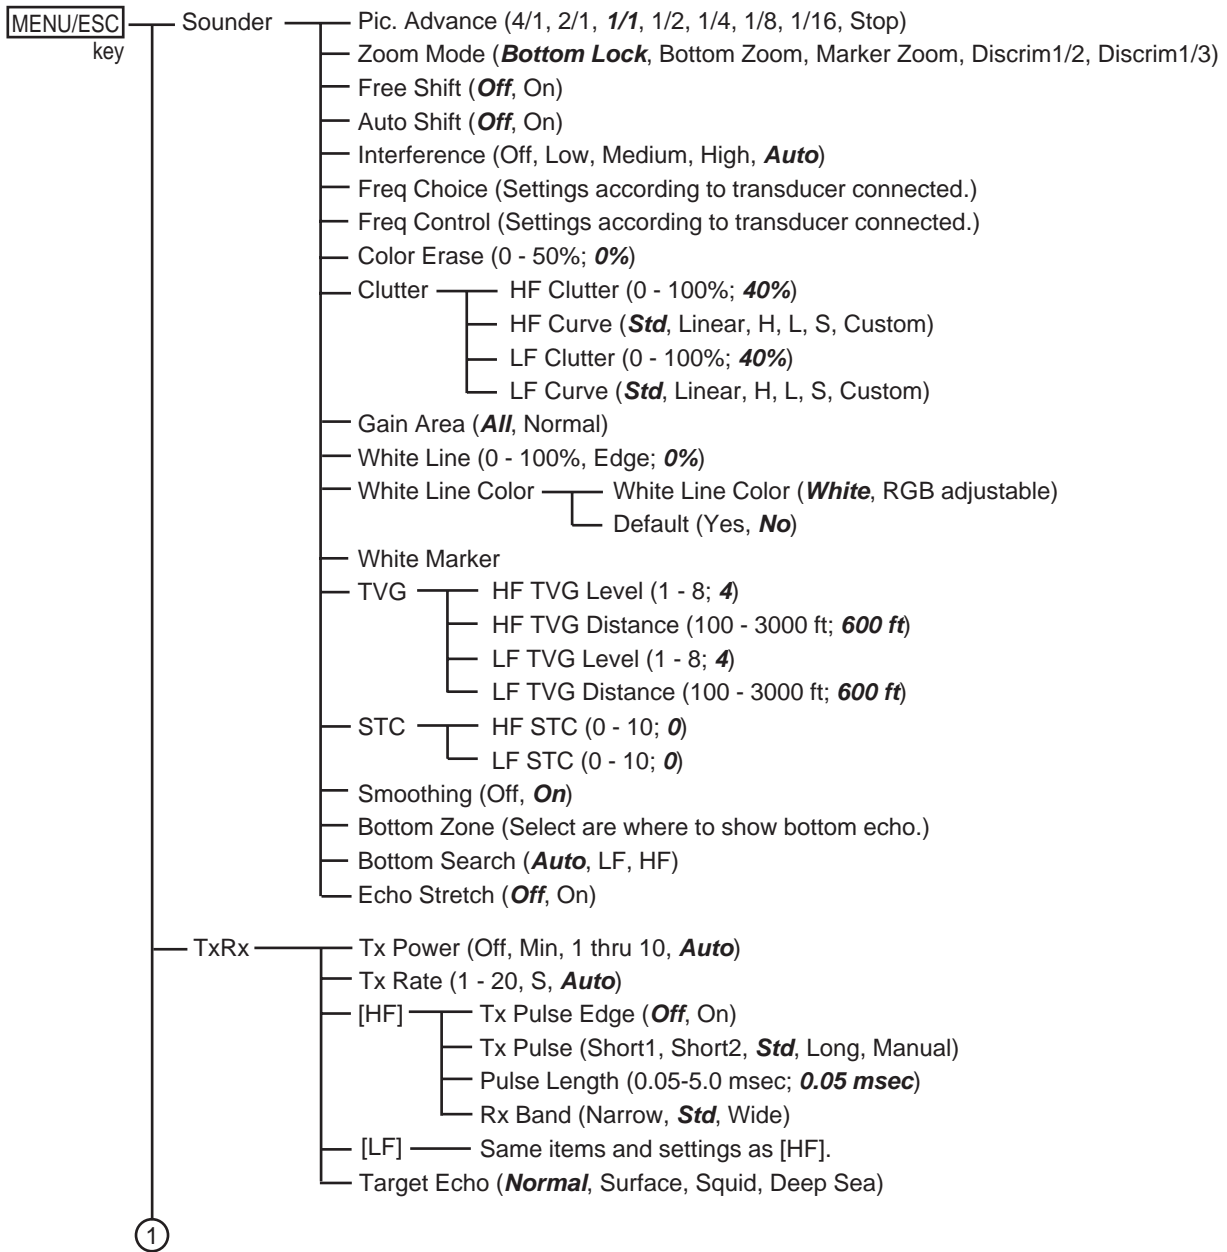 MENU/ESC
key
Sounder
Pic. Advance (4/1, 2/1, 1/1, 1/2, 1/4, 1/8, 1/16, Stop)
Zoom Mode (Bottom Lock, Bottom Zoom, Marker Zoom, Discrim1/2, Discrim1/3)
Free Shift (Off, On)
Auto Shift (Off, On)
Interference (Off, Low, Medium, High, Auto)
Freq Choice (Settings according to transducer connected.)
Freq Control (Settings according to transducer connected.)
Color Erase (0 - 50%; 0%)
Clutter
HF Clutter (0 - 100%; 40%)
HF Curve (Std, Linear, H, L, S, Custom)
LF Clutter (0 - 100%; 40%)
LF Curve (Std, Linear, H, L, S, Custom)
Gain Area (All, Normal)
White Line (0 - 100%, Edge; 0%)
White Line Color
White Line Color (White, RGB adjustable)
Default (Yes, No)
White Marker
TVG
HF TVG Level (1 - 8; 4)
HF TVG Distance (100 - 3000 ft; 600 ft)
LF TVG Level (1 - 8; 4)
LF TVG Distance (100 - 3000 ft; 600 ft)
STC
HF STC (0 - 10; 0)
LF STC (0 - 10; 0)
Smoothing (Off, On)
Bottom Zone (Select are where to show bottom echo.)
Bottom Search (Auto, LF, HF)
Echo Stretch (Off, On)
TxRx
Tx Power (Off, Min, 1 thru 10, Auto)
Tx Rate (1 - 20, S, Auto)
[HF]
Tx Pulse Edge (Off, On)
Tx Pulse (Short1, Short2, Std, Long, Manual)
Pulse Length (0.05-5.0 msec; 0.05 msec)
Rx Band (Narrow, Std, Wide)
[LF]
Same items and settings as [HF].
Target Echo (Normal, Surface, Squid, Deep Sea)
1